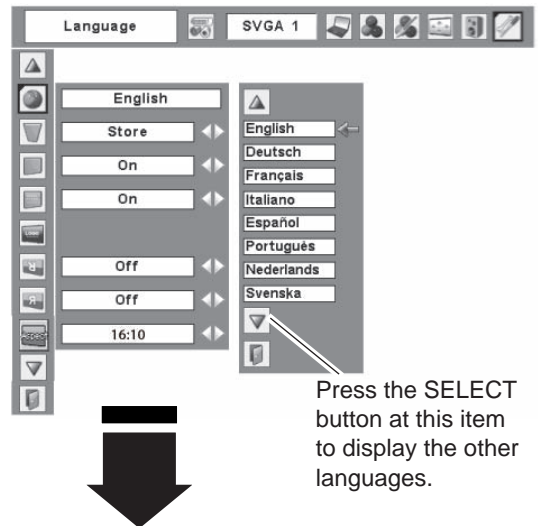 Language
SVGA 1
English
Store
On
On
Off
Off
16:10
English
Deutsch
Français
Italiano
Español
Português
Nederlands
Svenska
Press the SELECT
button at this item
to display the other
languages.